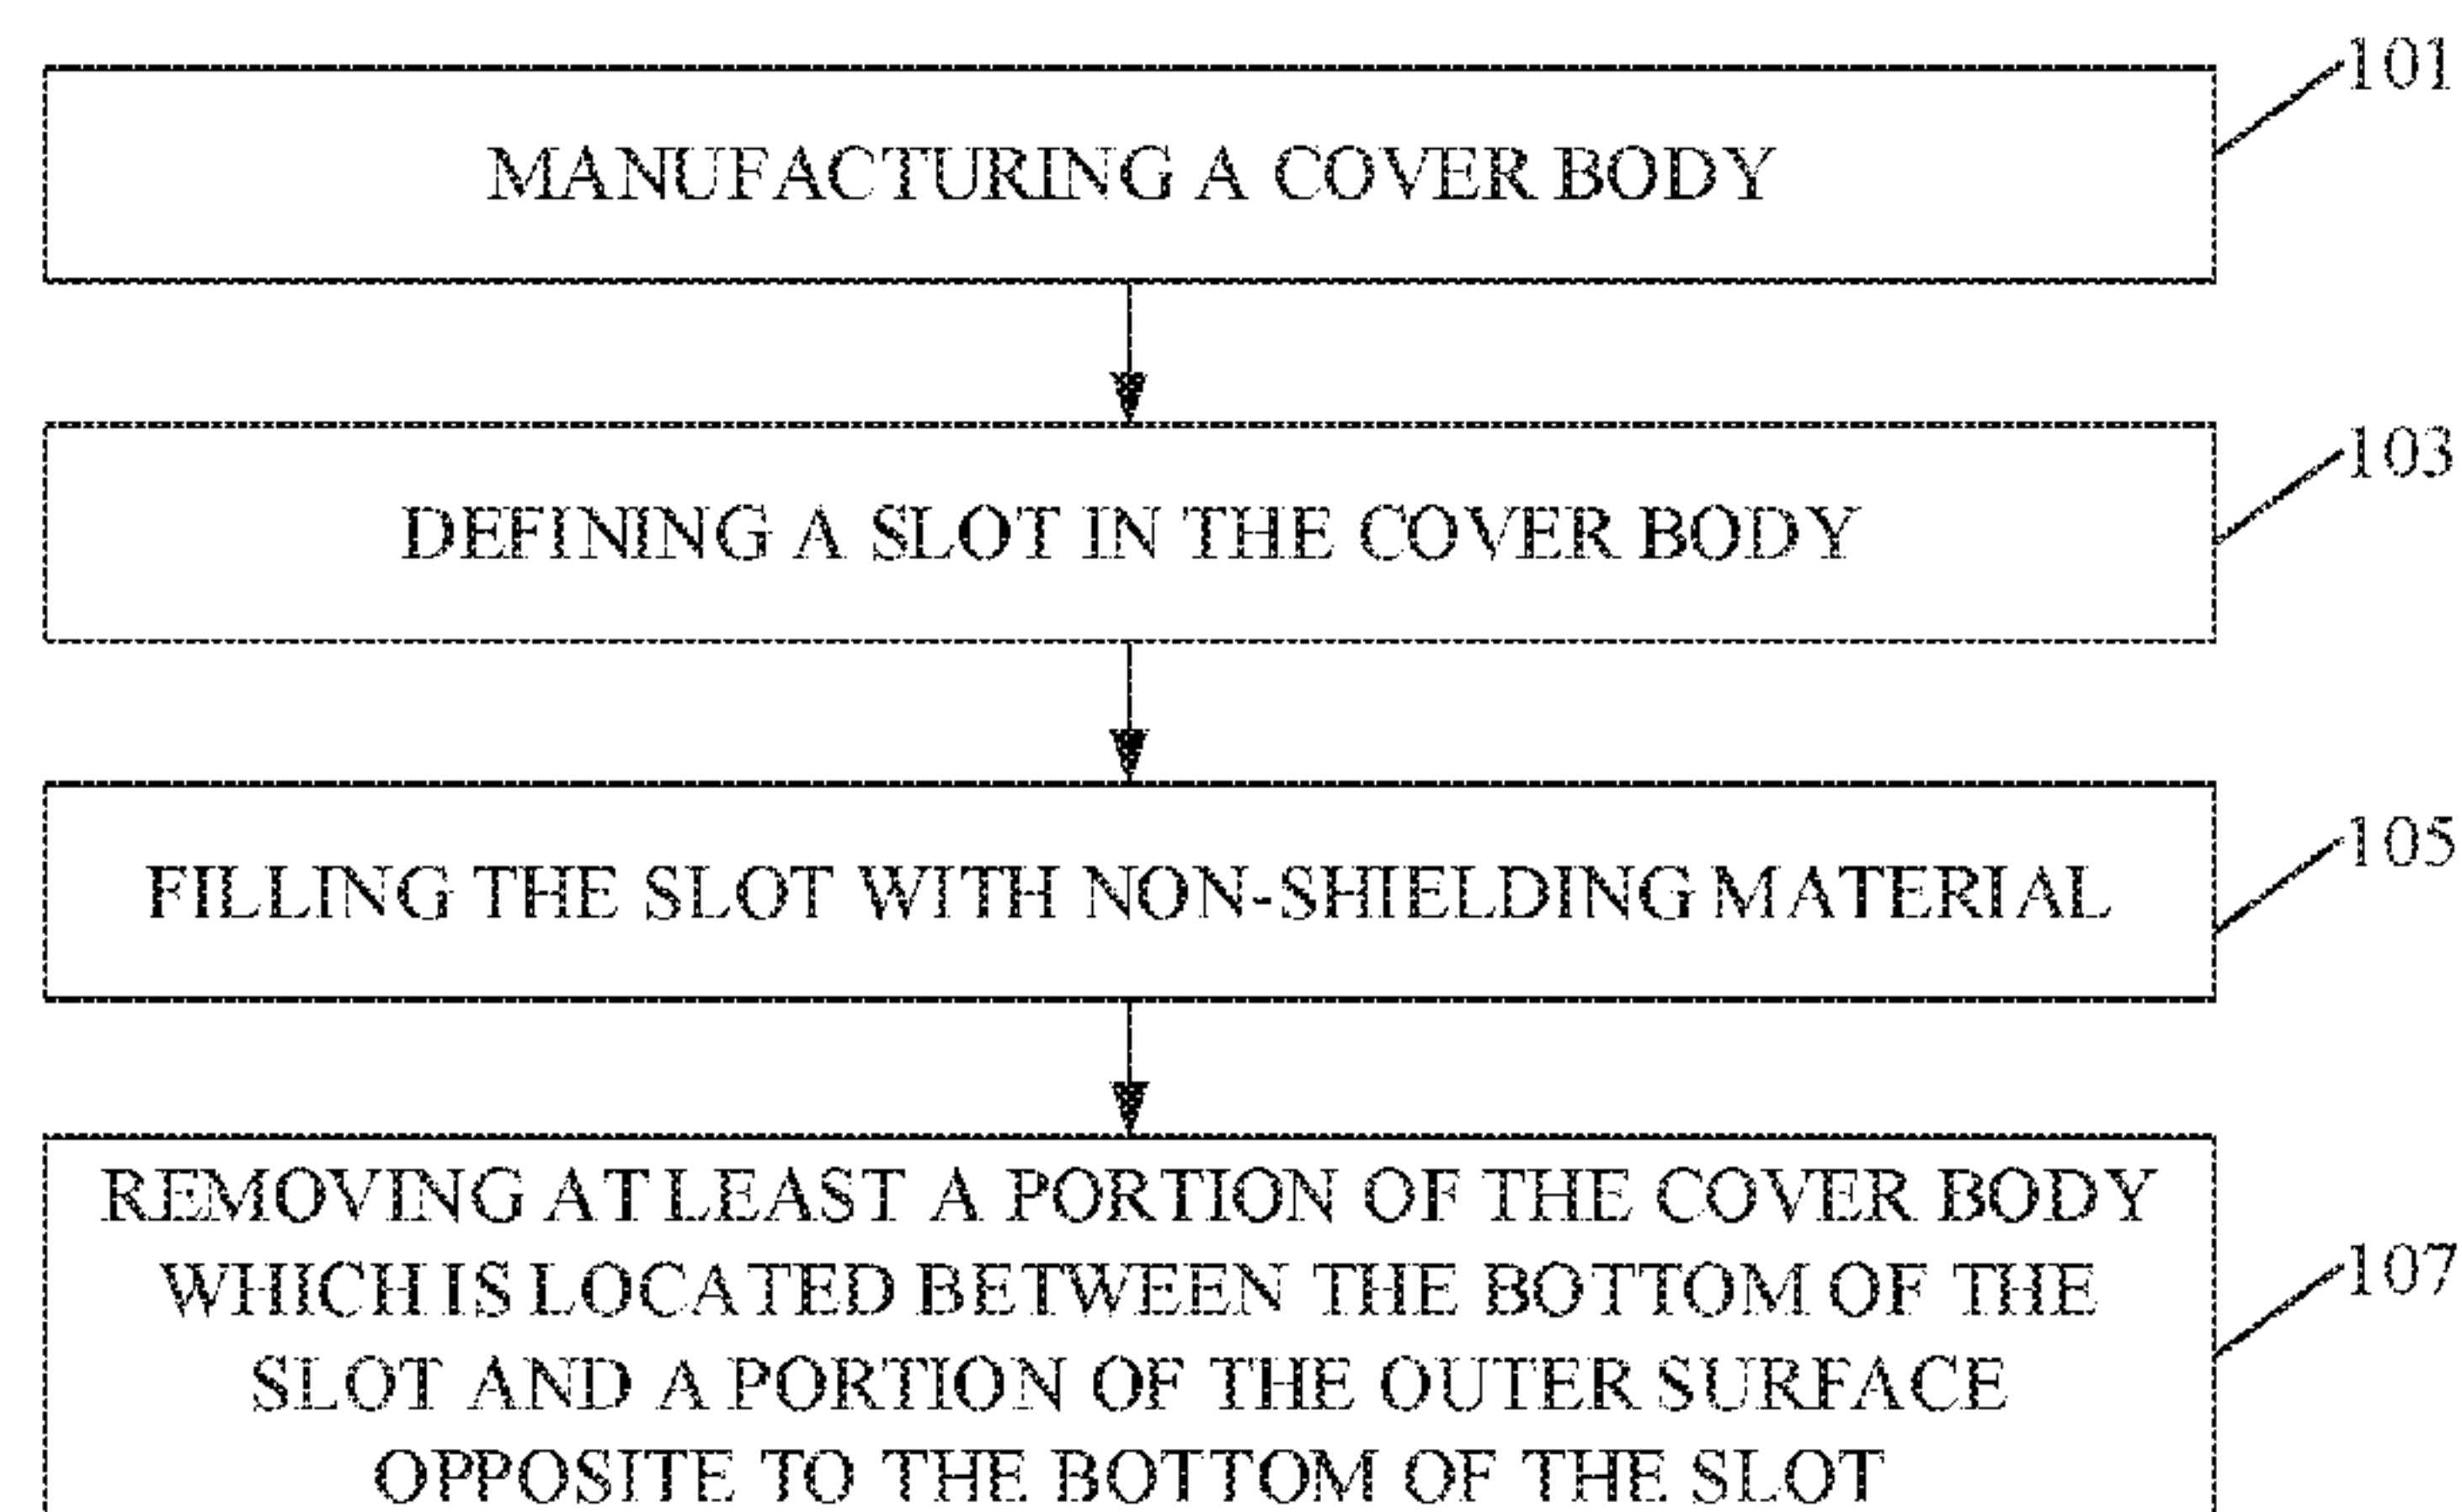 101
MANUFACTURING A COVER BODY
103
DEFINING A SLOT IN THE COVER BODY
105
FILLING THE SLOT WITH NON-SHIELDING MATERIAL
REMOVING AT LEAST A PORTION OF THE COVER BODY
WHICH IS LOCATED BETWEEN THE BOTTOM OF THE
107
SLOT AND A PORTION OF THE OUTER SURFACE
OPPOSITE TO THE BOTTOM OF THE SLOT